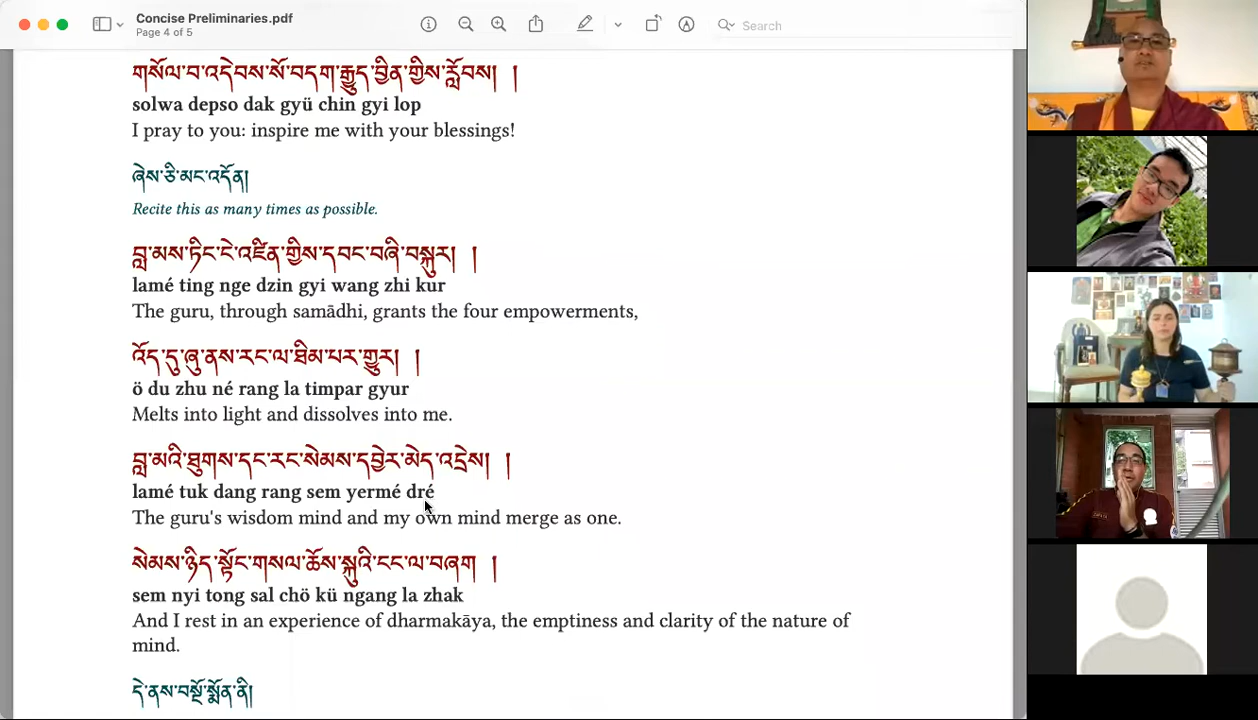 Concise Preliminaries.pdf
Page 4 of 5
Search
གསོལ་བ་འདེབས་སོ་བདག་རྒྱུད་བྱིན་གྱིས་རློབས། །
solwa depso dak gyü chin gyi lop
I pray to you: inspire me with your blessings!
ཞེས་ཅི་མང་འདོན།
Recite this as many times as possible.
བླ་མས་ཏིང་ངེ་འཛིན་གྱིས་དབང་བཞི་བསྐུར། །
lamé ting nge dzin gyi wang zhi kur
The guru, through samādhi, grants the four empowerments,
འོད་དུ་ཞུ་ནས་རང་ལ་ཐིམ་པར་གྱུར། །
ö du zhu né rang la timpar gyur
Melts into light and dissolves into me.
བླ་མའི་ཐུགས་དང་རང་སེམས་དབྱེར་མེད་འདྲེས། །
lamé tuk dang rang sem yermé dré
The guru's wisdom mind and my own mind merge as one.
སེམས་ཉིད་སྟོང་གསལ་ཆོས་སྐུའི་ངང་ལ་བཞག །
sem nyi tong sal chö kü ngang la zhak
And I rest in an experience of dharmakāya, the emptiness and clarity of the nature of
mind.
དེ་ནས་བསྔོ་སྨོན་ནི།